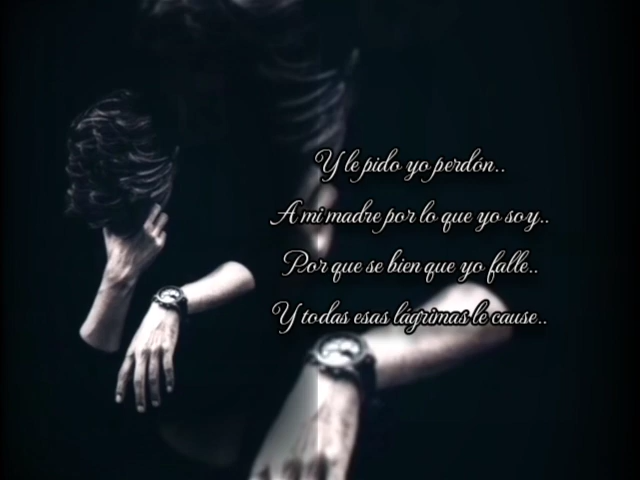 Y le pido yo perdón..
A mi madre por lo que yo soy..
Por que se bien que yo falle..
Y todas esas lágrimas le cause..